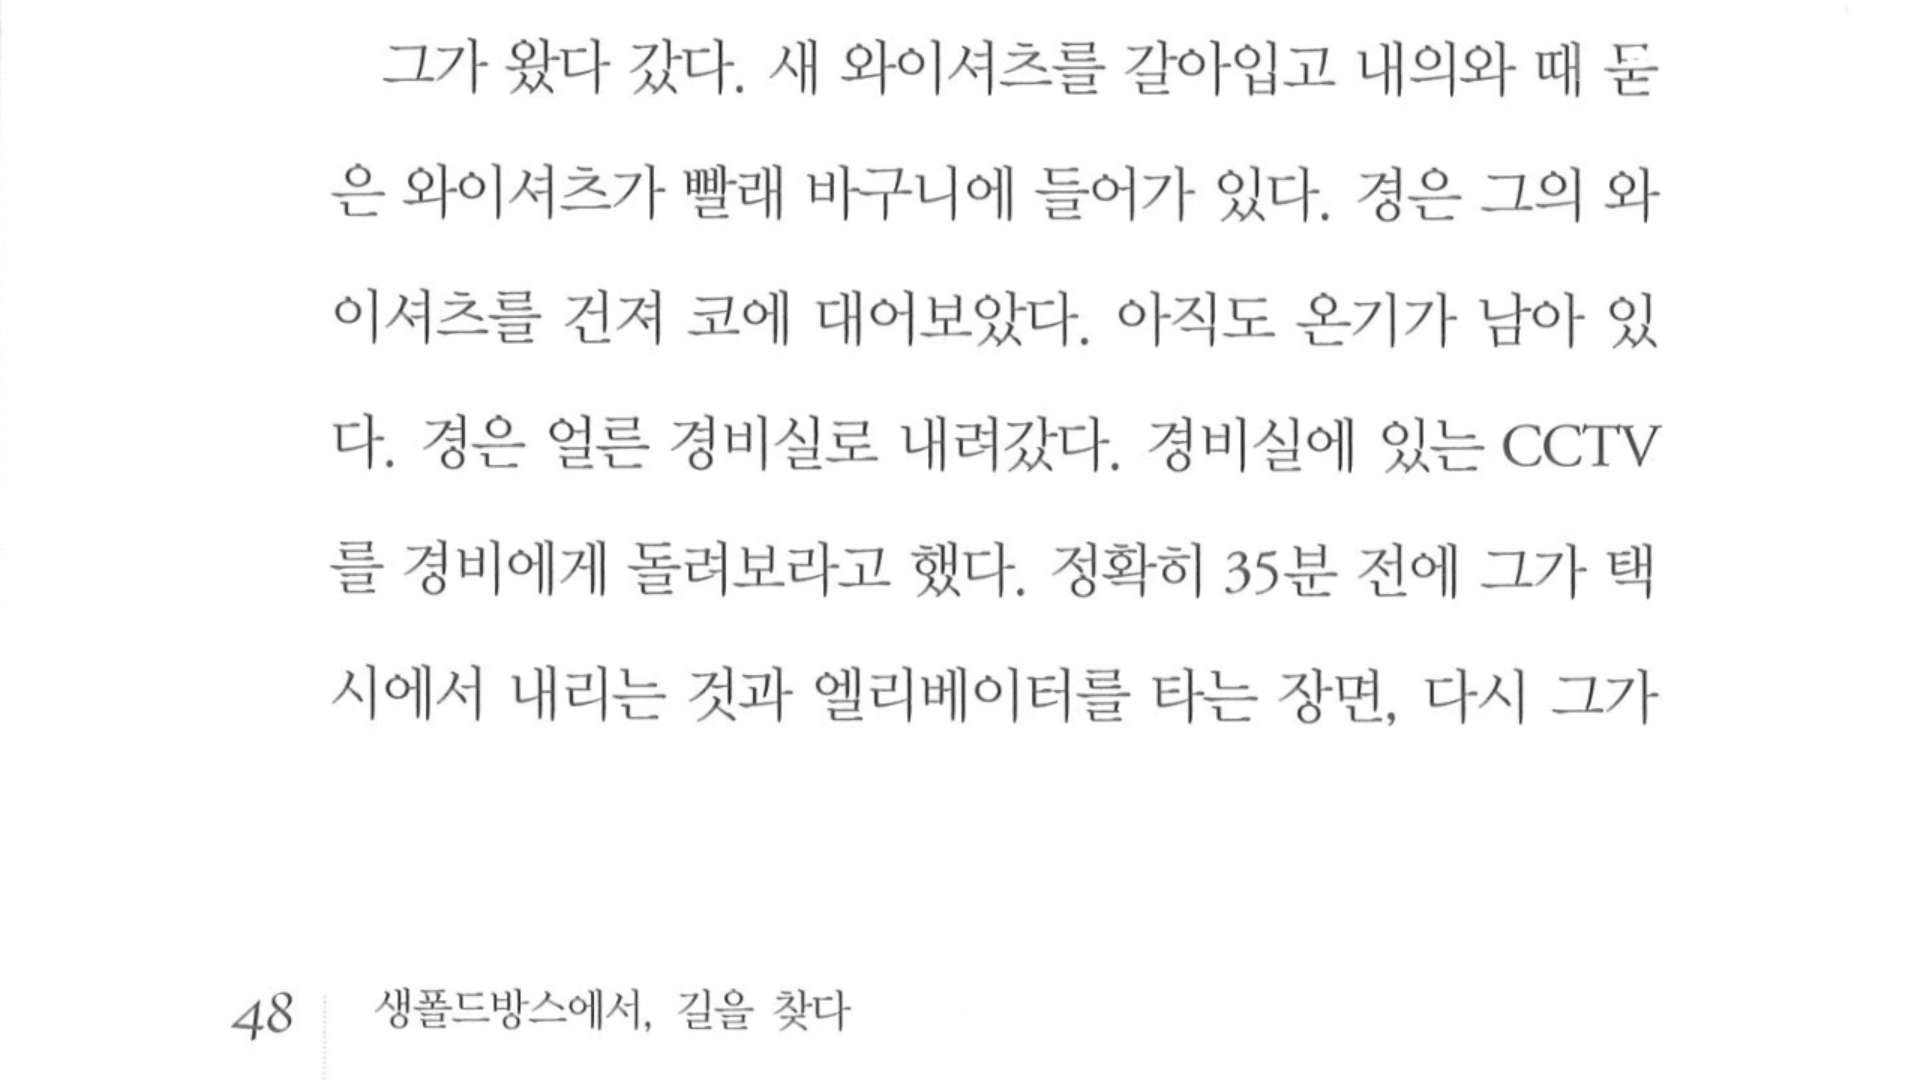 그가 왔다 갔다. 새 와이셔츠를 갈아입고 내의와 때 묻
은 와이셔츠가 빨래 바구니에 들어가 있다. 경은 그의 와
이셔츠를 건져 코에 대어보았다. 아직도 온기가 남아 있
다. 경은 얼른 경비실로 내려갔다. 경비실에 있는 CCTV
를 경비에게 돌려보라고 했다. 정확히 35분 전에 그가 택
시에서 내리는 것과 엘리베이터를 타는 장면, 다시 그가
48 생폴드방스에서, 길을 찾다